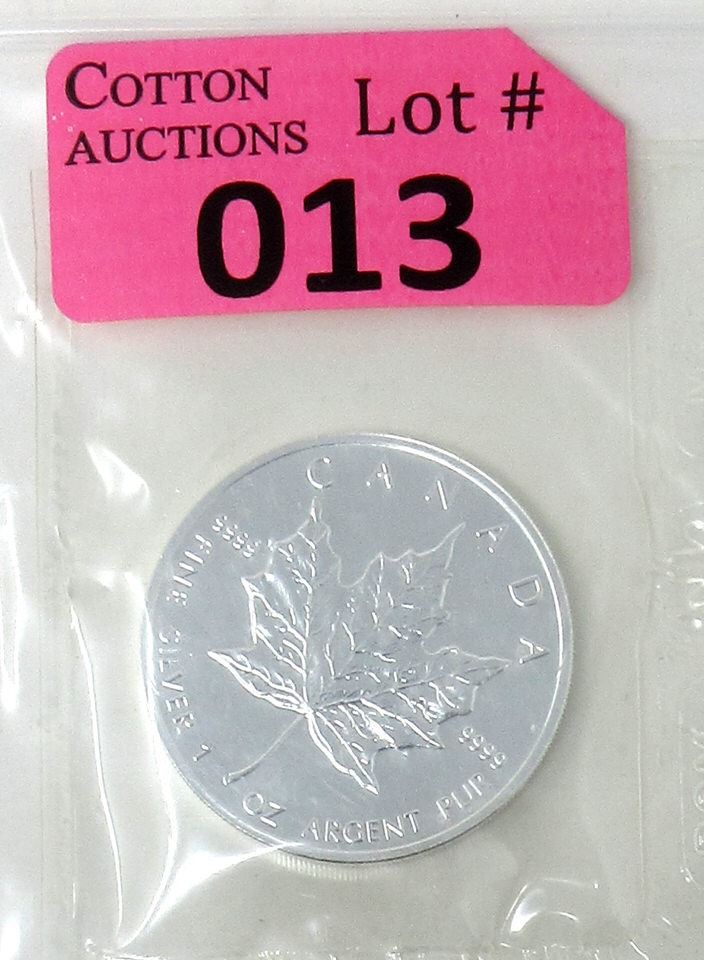 COTTON
AUCTIONS
Lot #
013
CANADA
9999
FINE SILVER 1 OZ ARGENT PUR
9999